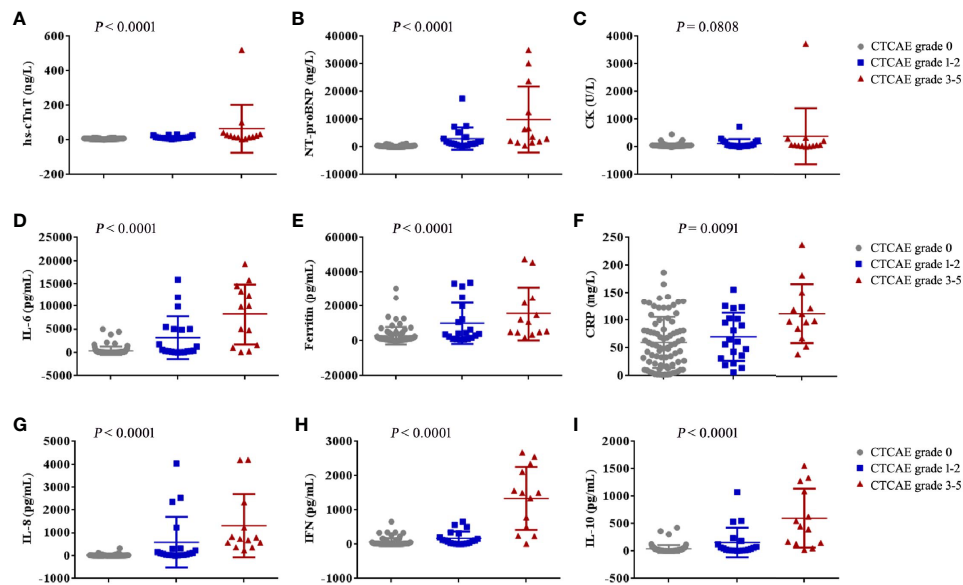 A
P < 0.0001
hs-cTnT (ng/L)
600
400
200
0
-200
B
P < 0.0001
NT-proBNP (ng/L)
40000
30000
20000
10000
0
-10000
C
P = 0.0808
CK (U/L)
4000
3000
2000
1000
0
-1000
CTCAE grade 0
CTCAE grade 1-2
CTCAE grade 3-5
D
P < 0.0001
IL-6 (pg/mL)
25000
20000
15000
10000
5000
0
-5000
E
P < 0.0001
Ferritin (pg/mL)
60000
40000
20000
0
-20000
F
P = 0.0091
CRP (mg/L)
250
200
150
100
50
0
CTCAE grade 0
CTCAE grade 1-2
CTCAE grade 3-5
G
P < 0.0001
IL-8 (pg/mL)
5000
4000
3000
2000
1000
0
-1000
H
P < 0.0001
IFN (pg/mL)
3000
2000
1000
0
-1000
I
P < 0.0001
IL-10 (pg/mL)
2000
1,500
1,000
500
0
-500
CTCAE grade 0
CTCAE grade 1-2
CTCAE grade 3-5